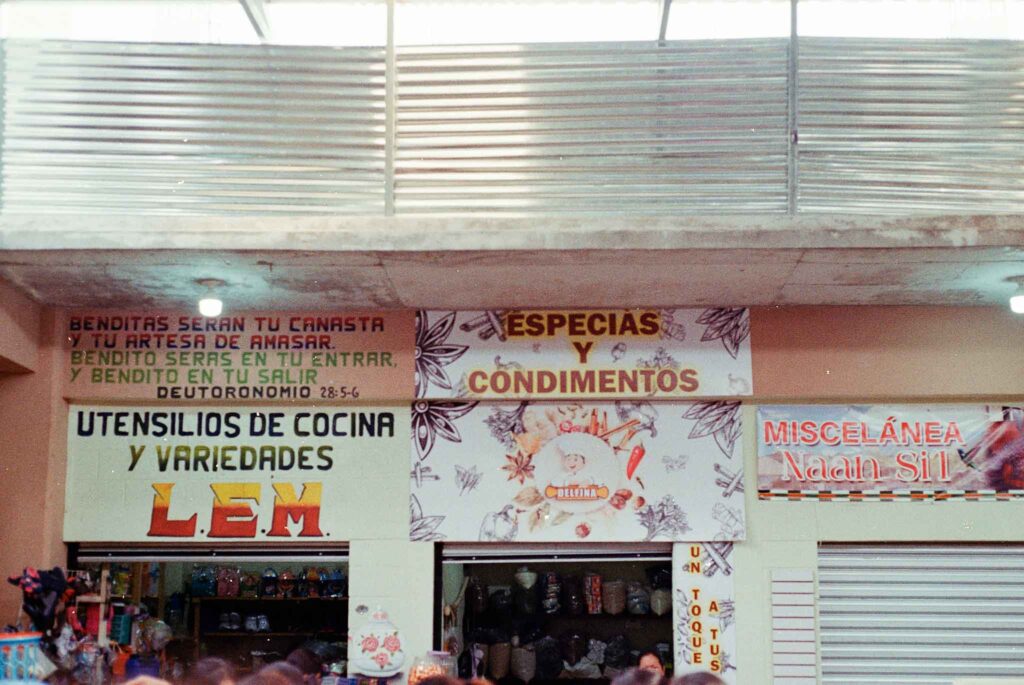 BENDITAS SERAN TU CANASTA
Y TU ARTESA DE AMASAR.
BENDITO SERAS EN TU ENTRAR,
Y BENDITO EN TU SALIR
DEUTORONOMIO 28:5-6
UTENSILIOS DE COCINA
Y VARIEDADES
L.E.M.
ESPECIAS
Y
CONDIMENTOS
DELFINA
UN TOQUE
A TUS
MISCELÁNEA
Naan Si'I